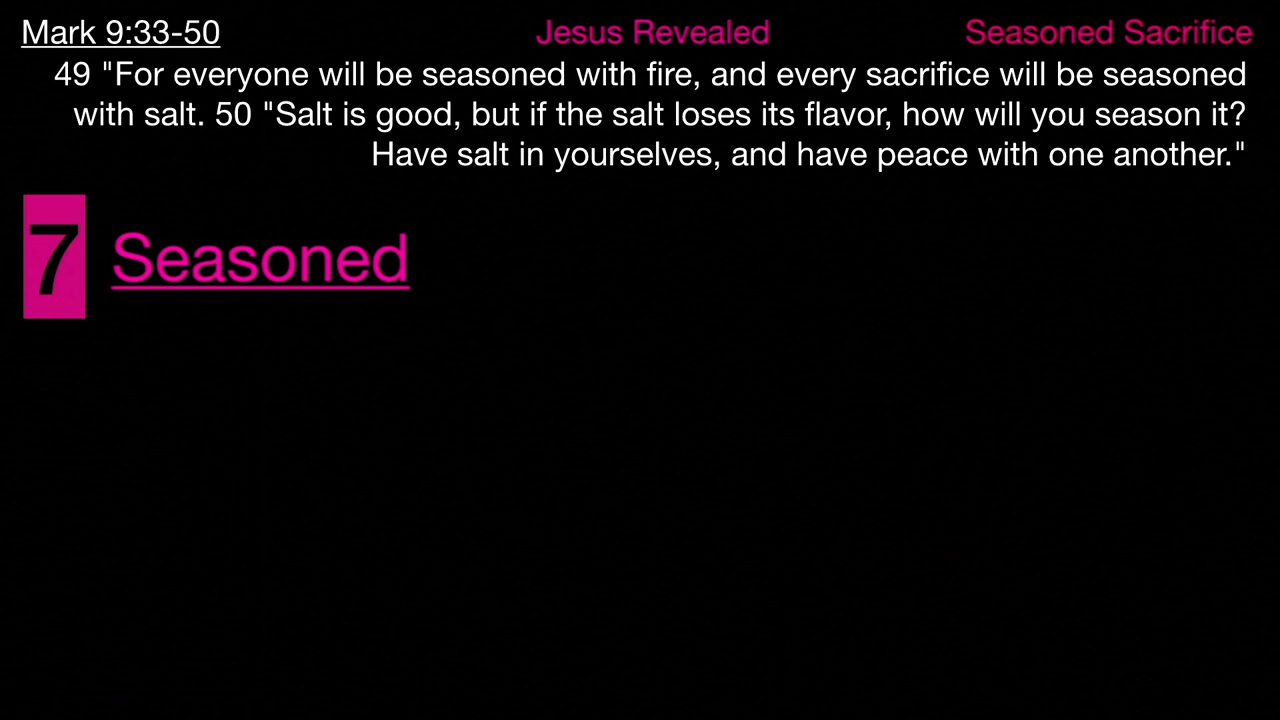 Mark 9:33-50 Jesus Revealed Seasoned Sacrifice
49 "For everyone will be seasoned with fire, and every sacrifice will be seasoned
with salt. 50 "Salt is good, but if the salt loses its flavor, how will you season it?
Have salt in yourselves, and have peace with one another."
7 Seasoned